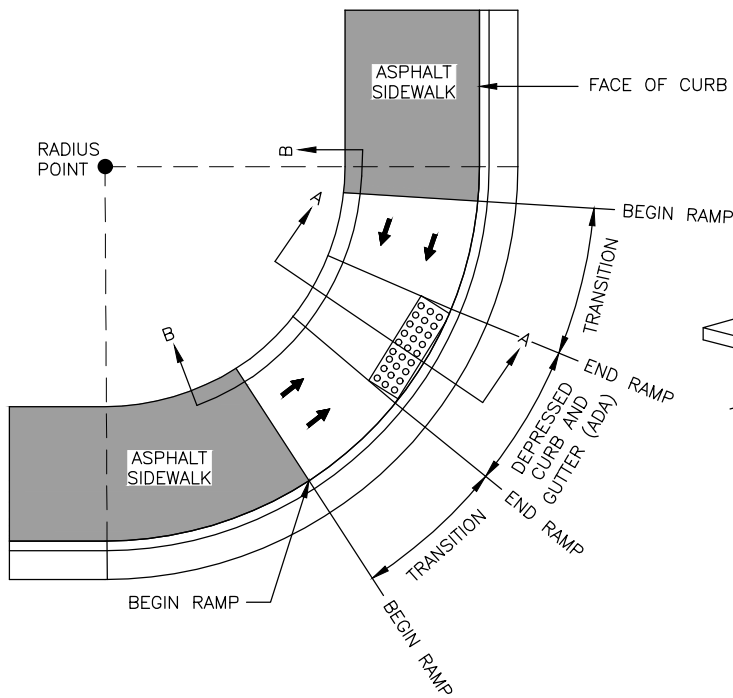 ASPHALT
SIDEWALK
FACE OF CURB
RADIUS
POINT
B
A
BEGIN RAMP
TRANSITION
A
B
END RAMP
DEPRESSED
CURB AND
GUTTER (ADA)
ASPHALT
SIDEWALK
END RAMP
TRANSITION
BEGIN RAMP
BEGIN RAMP